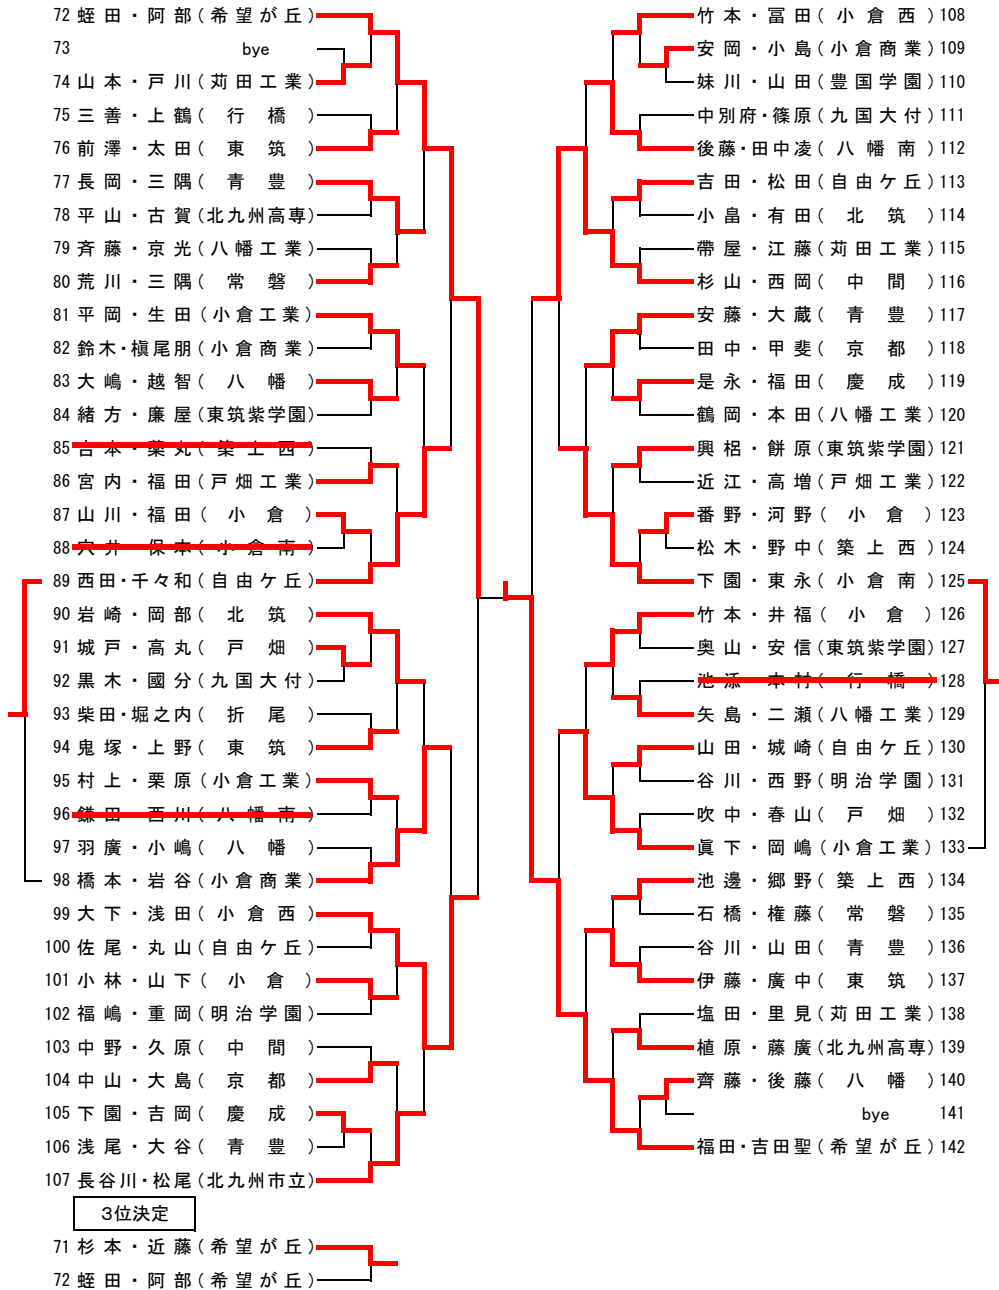 72 蛭田・阿部(希望が丘)
73 bye
74 山本・戸川(苅田工業)
75 三善・上鶴(行橋)
76 前澤・太田(東筑)
77 長岡・三隅(青豊)
78 平山・古賀(北九州高専)
79 斉藤・京光(八幡工業)
80 荒川・三隅(常磐)
81 平岡・生田(小倉工業)
82 鈴木・槇尾朋(小倉商業)
83 大嶋・越智(八幡)
84 緒方・廉屋(東筑紫学園)
85 吉本・薬丸(築上西)
86 宮内・福田(戸畑工業)
87 山川・福田(小倉)
88 穴井・保本(小倉南)
89 西田・千々和(自由ケ丘)
90 岩崎・岡部(北筑)
91 城戸・高丸(戸畑)
92 黒木・國分(九国大付)
93 柴田・堀之内(折尾)
94 鬼塚・上野(東筑)
95 村上・栗原(小倉工業)
96 鎌田・西川(八幡南)
97 羽廣・小嶋(八幡)
98 橋本・岩谷(小倉商業)
99 大下・浅田(小倉西)
100 佐尾・丸山(自由ケ丘)
101 小林・山下(小倉)
102 福嶋・重岡(明治学園)
103 中野・久原(中間)
104 中山・大島(京都)
105 下園・吉岡(慶成)
106 浅尾・大谷(青豊)
107 長谷川・松尾(北九州市立)
3位決定
71 杉本・近藤(希望が丘)
72 蛭田・阿部(希望が丘)
竹本・冨田(小倉西) 108
安岡・小島(小倉商業) 109
妹川・山田(豊国学園) 110
中別府・篠原(九国大付) 111
後藤・田中凌(八幡南) 112
吉田・松田(自由ケ丘) 113
小畠・有田(北筑) 114
帶屋・江藤(苅田工業) 115
杉山・西岡(中間) 116
安藤・大蔵(青豊) 117
田中・甲斐(京都) 118
是永・福田(慶成) 119
鶴岡・本田(八幡工業) 120
興梠・餅原(東筑紫学園) 121
近江・高増(戸畑工業) 122
番野・河野(小倉) 123
松木・野中(築上西) 124
下園・東永(小倉南) 125
竹本・井福(小倉) 126
奥山・安信(東筑紫学園) 127
池添・本村(行橋) 128
矢島・二瀬(八幡工業) 129
山田・城崎(自由ケ丘) 130
谷川・西野(明治学園) 131
吹中・春山(戸畑) 132
眞下・岡嶋(小倉工業) 133
池邊・郷野(築上西) 134
石橋・権藤(常磐) 135
谷川・山田(青豊) 136
伊藤・廣中(東筑) 137
塩田・里見(苅田工業) 138
植原・藤廣(北九州高専) 139
齊藤・後藤(八幡) 140
bye 141
福田・吉田聖(希望が丘) 142